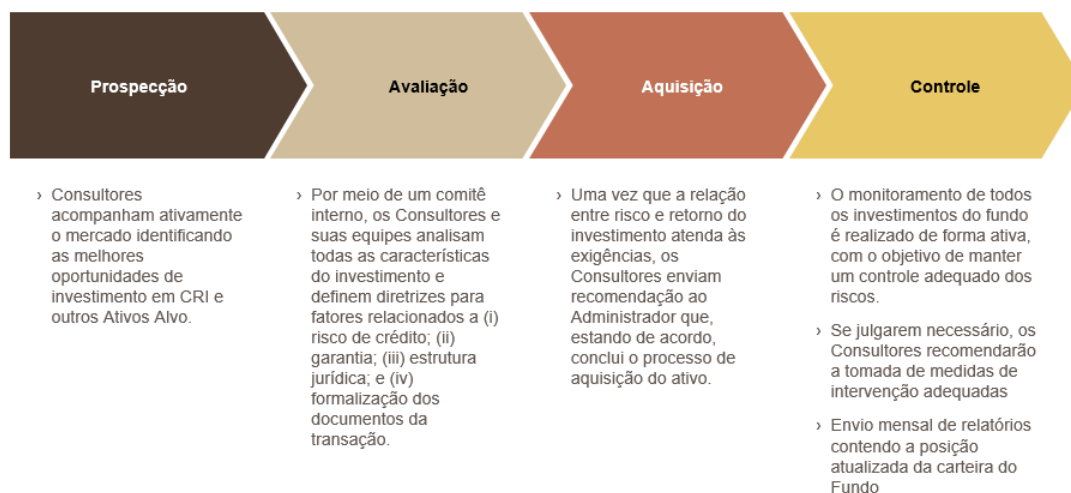 Prospecção
Avaliação
Aquisição
Controle
› Consultores
acompanham ativamente
o mercado identificando
as melhores
oportunidades de
investimento em CRI e
outros Ativos Alvo.
› Por meio de um comitê
interno, os Consultores e
suas equipes analisam
todas as características
do investimento e
definem diretrizes para
fatores relacionados a (i)
risco de crédito; (ii)
garantia; (iii) estrutura
jurídica; e (iv)
formalização dos
documentos da
transação.
› Uma vez que a relação
entre risco e retorno do
investimento atenda às
exigências, os
Consultores enviam
recomendação ao
Administrador que,
estando de acordo,
conclui o processo de
aquisição do ativo.
› O monitoramento de todos
os investimentos do fundo
é realizado de forma ativa,
com o objetivo de manter
um controle adequado dos
riscos.
› Se julgarem necessário, os
Consultores recomendarão
a tomada de medidas de
intervenção adequadas
› Envio mensal de relatórios
contendo a posição
atualizada da carteira do
Fundo